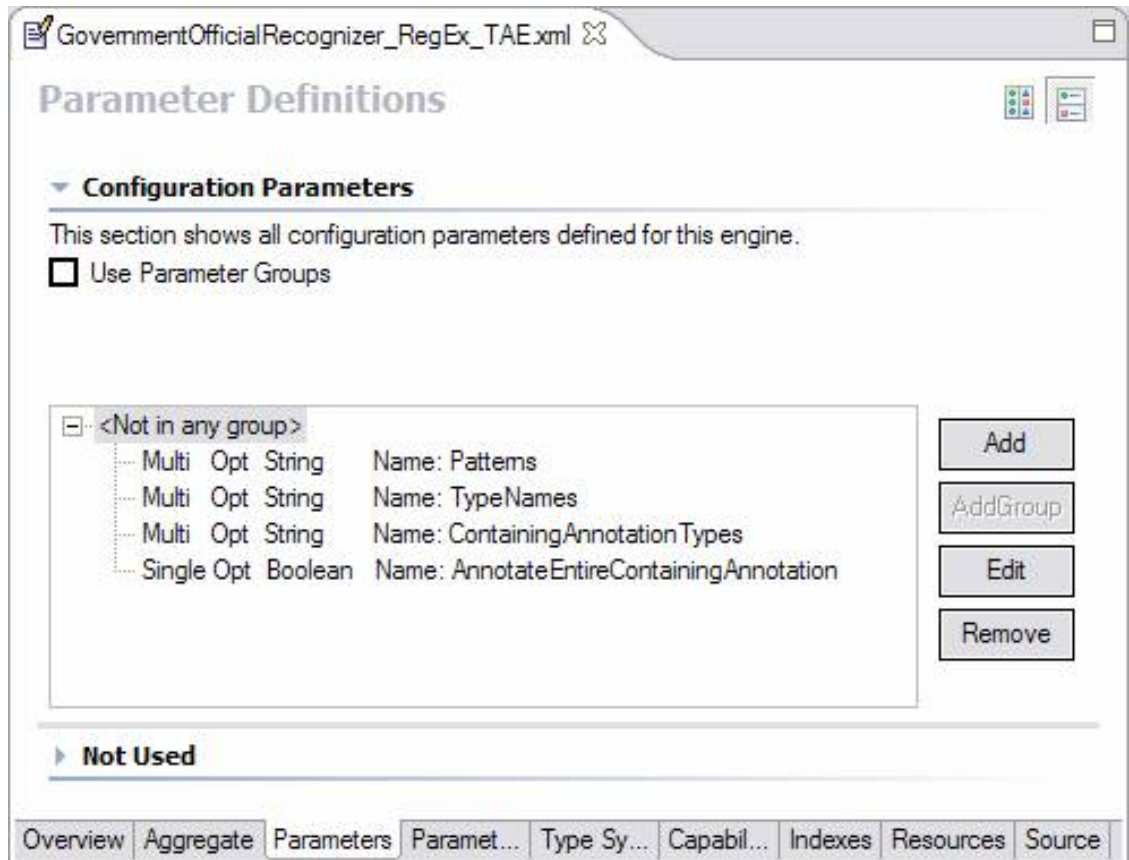 GovernmentOfficialRecognizer_RegEx_TAE.xml
Parameter Definitions
Configuration Parameters
This section shows all configuration parameters defined for this engine.
Use Parameter Groups
<Not in any group>
Multi Opt String Name: Patterns
Multi Opt String Name: TypeNames
Multi Opt String Name: ContainingAnnotationTypes
Single Opt Boolean Name: AnnotateEntireContainingAnnotation
Add
AddGroup
Edit
Remove
Not Used
Overview Aggregate Parameters Paramet... Type Sy... Capabil... Indexes Resources Source